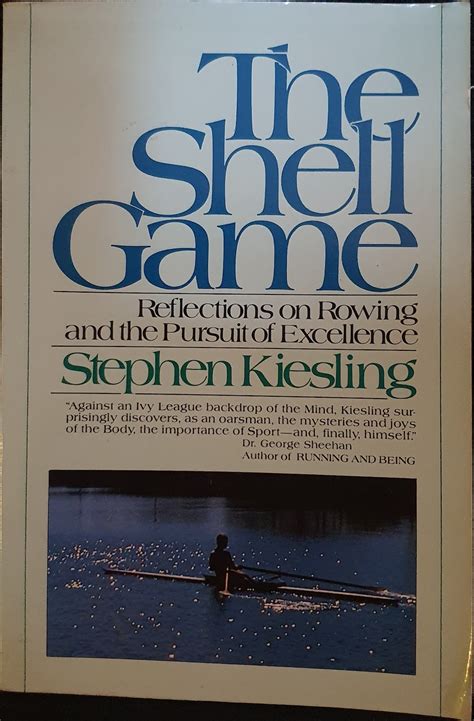 The
Shell
Game
Reflections on Rowing
and the Pursuit of Excellence
Stephen Kiesling
“Against an Ivy League backdrop of the Mind, Kiesling sur-
prisingly discovers, as an oarsman, the mysteries and joys
of the Body, the importance of Sport—and, finally, himself.”
Dr. George Sheehan
Author of RUNNING AND BEING